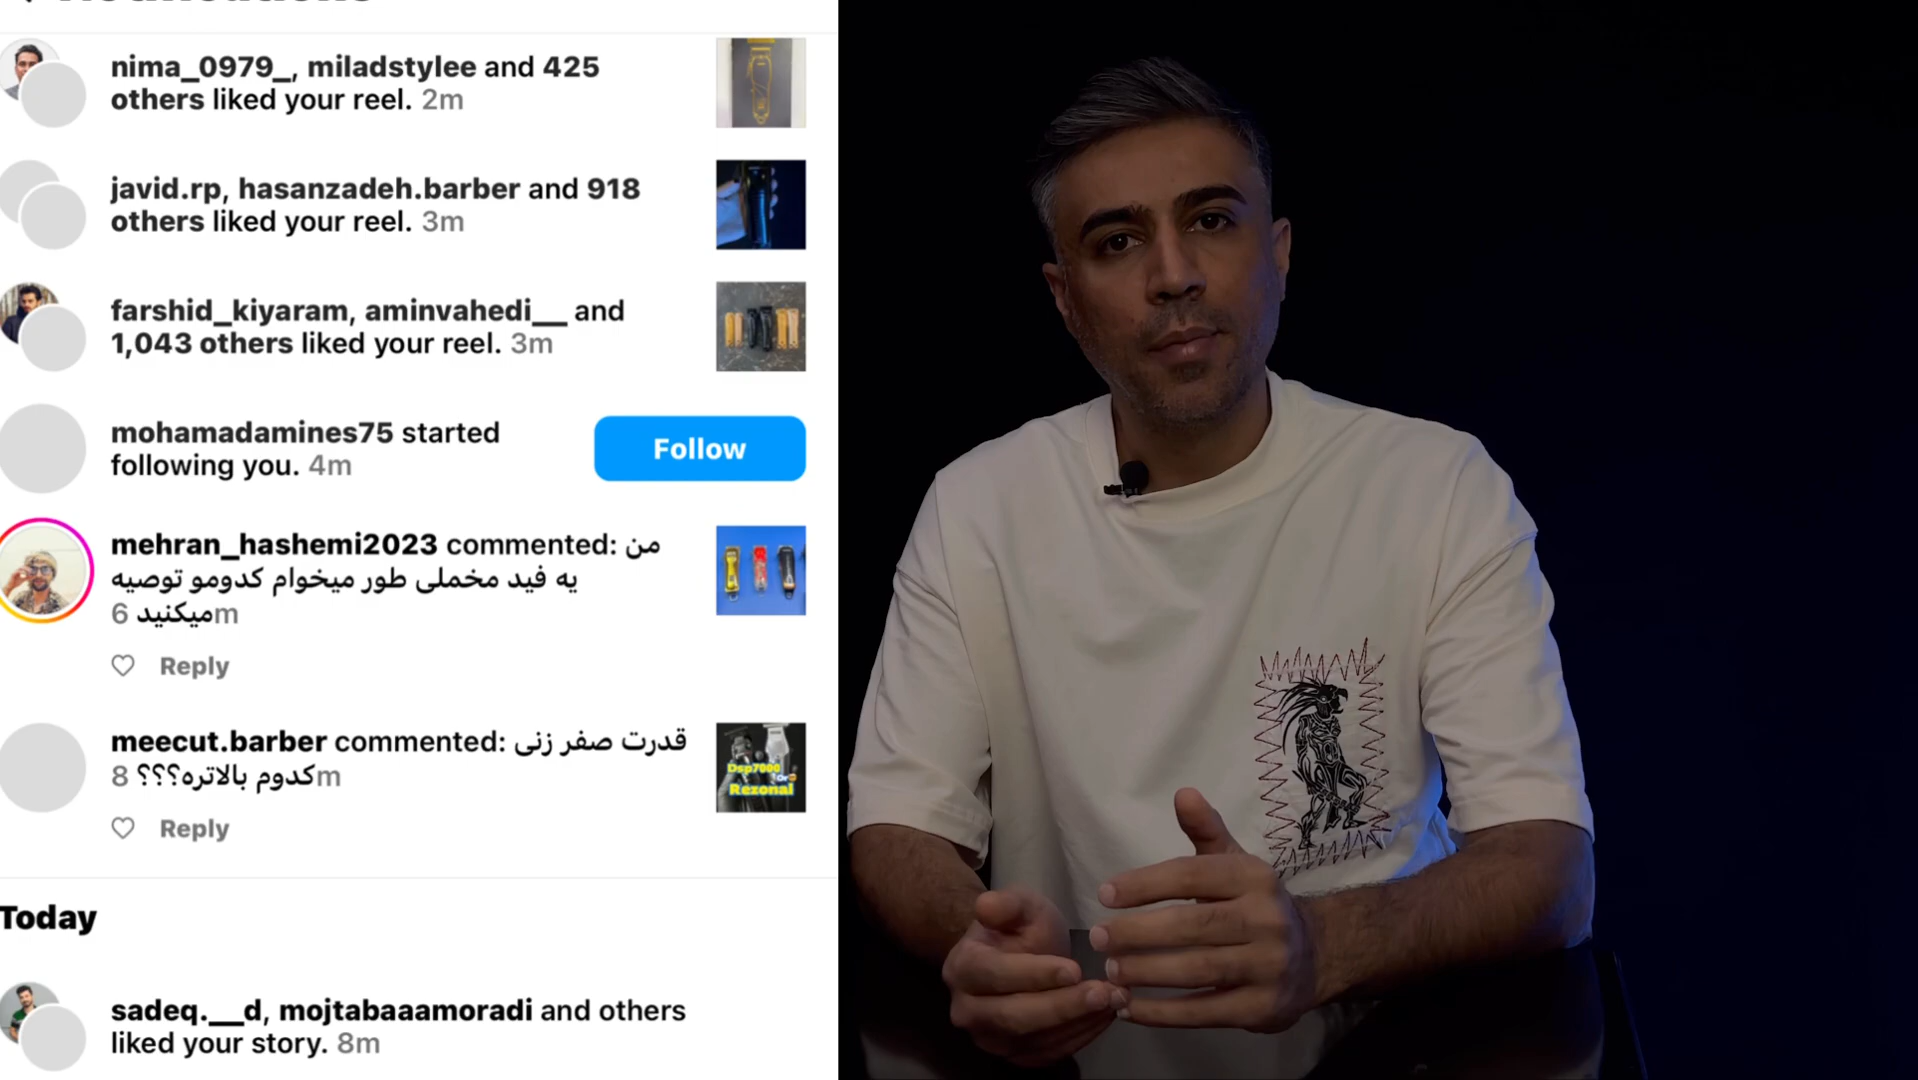 nima_0979_, miladstylee and 425
others liked your reel. 2m
javid.rp, hasanzadeh.barber and 918
others liked your reel. 3m
farshid_kiyaram, aminvahedi__ and
1,043 others liked your reel. 3m
mohamadamines75 started
following you. 4m
Follow
mehran_hashemi2023 commented: من
یه فید مخملی طور میخوام کدومو توصیه
میکنید 6m
Reply
meecut.barber commented: قدرت صفر زنی
کدوم بالاتره؟؟؟ 8m
Dsp7000
Or
Rezonal
Reply
Today
sadeq.__d, mojtabaaamoradi and others
liked your story. 8m